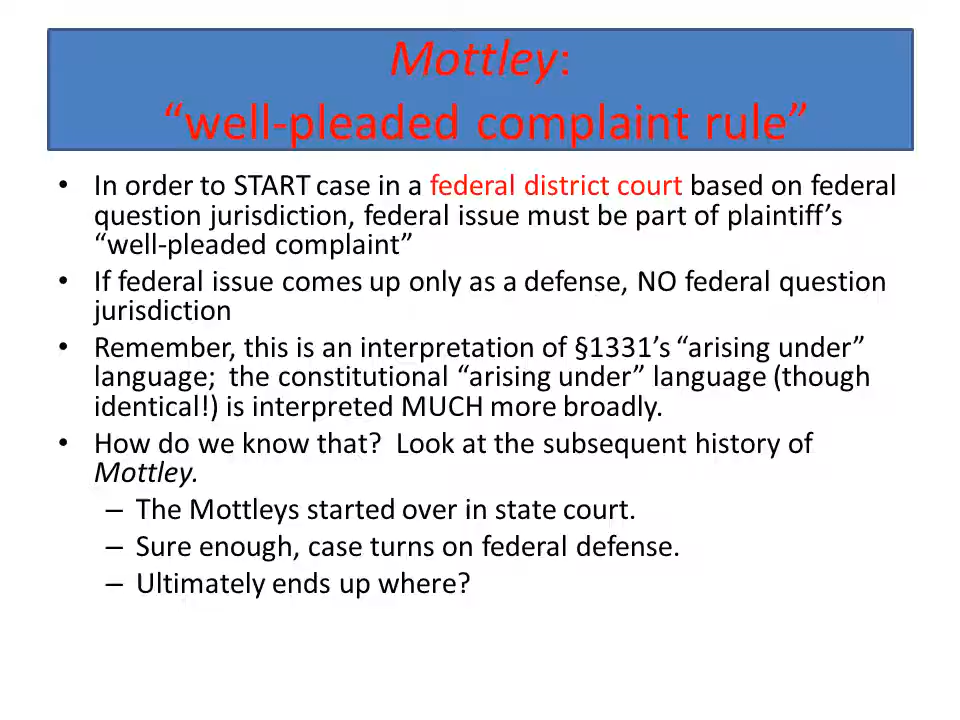 Mottley:
“well-pleaded complaint rule”
• In order to START case in a federal district court based on federal
question jurisdiction, federal issue must be part of plaintiff’s
“well-pleaded complaint”
• If federal issue comes up only as a defense, NO federal question
jurisdiction
• Remember, this is an interpretation of §1331’s “arising under”
language;  the constitutional “arising under” language (though
identical!) is interpreted MUCH more broadly.
• How do we know that?  Look at the subsequent history of
Mottley.
– The Mottleys started over in state court.
– Sure enough, case turns on federal defense.
– Ultimately ends up where?